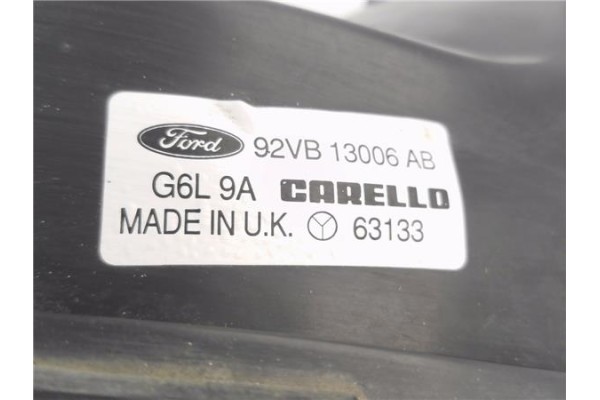 Ford 92VB 13006 AB
G6L 9A CARELLO
MADE IN U.K. 63133